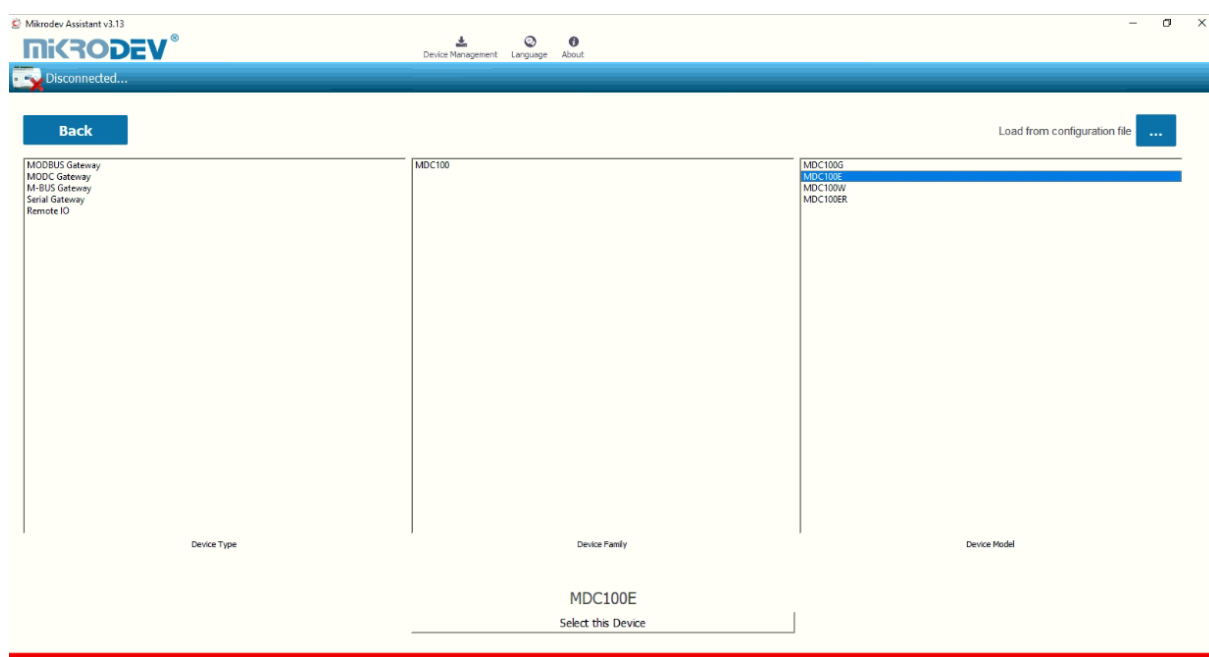 Mikrodev Assistant v3.13
MiKRODEV®
Device Management Language About
Disconnected...
Back
Load from configuration file ...
MODBUS Gateway
MODC Gateway
M-BUS Gateway
Serial Gateway
Remote IO
MDC100
MDC100G
MDC100E
MDC100W
MDC100ER
Device Type
Device Family
Device Model
MDC100E
Select this Device